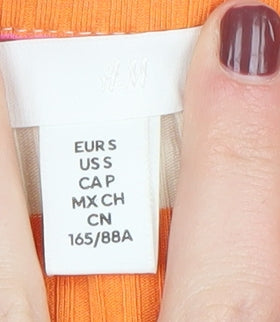 H&M
EUR S
US S
CA P
MX CH
CN
165/88A